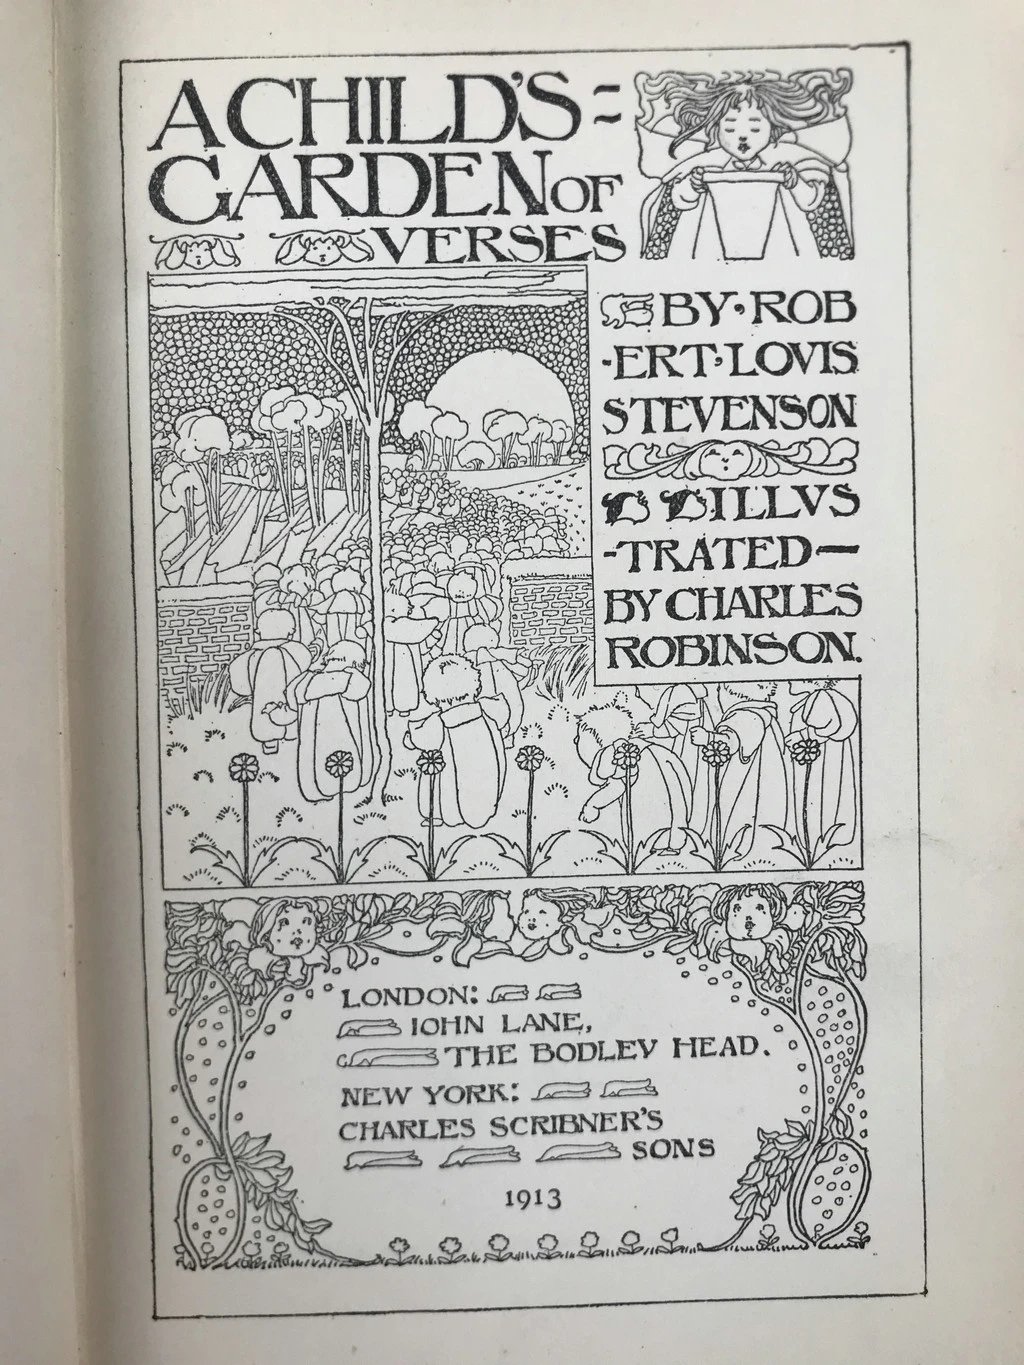 A CHILD'S =
GARDEN OF
VERSES
BY · ROB
-ERT · LOVIS
STEVENSON
ILLVS
-TRATED—
BY CHARLES
ROBINSON.
LONDON:
IOHN LANE,
THE BODLEY HEAD.
NEW YORK:
CHARLES SCRIBNER'S
SONS
1913